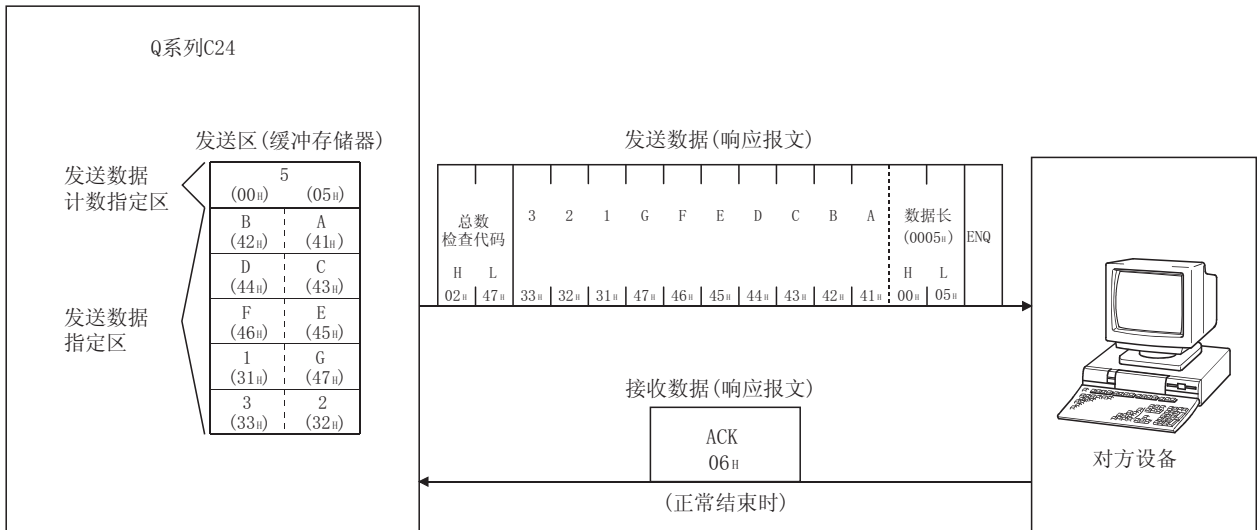 Q系列C24
发送区(缓冲存储器)
发送数据
计数指定区
5
(00H) (05H)
B A
(42H) (41H)
D C
(44H) (43H)
F E
(46H) (45H)
1 G
(31H) (47H)
3 2
(33H) (32H)
发送数据
指定区
发送数据(响应报文)
总数
检查代码
H L
02H 47H
3 2 1 G F E D C B A
33H 32H 31H 47H 46H 45H 44H 43H 42H 41H
数据长
(0005H)
H L
00H 05H
ENQ
接收数据(响应报文)
ACK
06H
(正常结束时)
对方设备